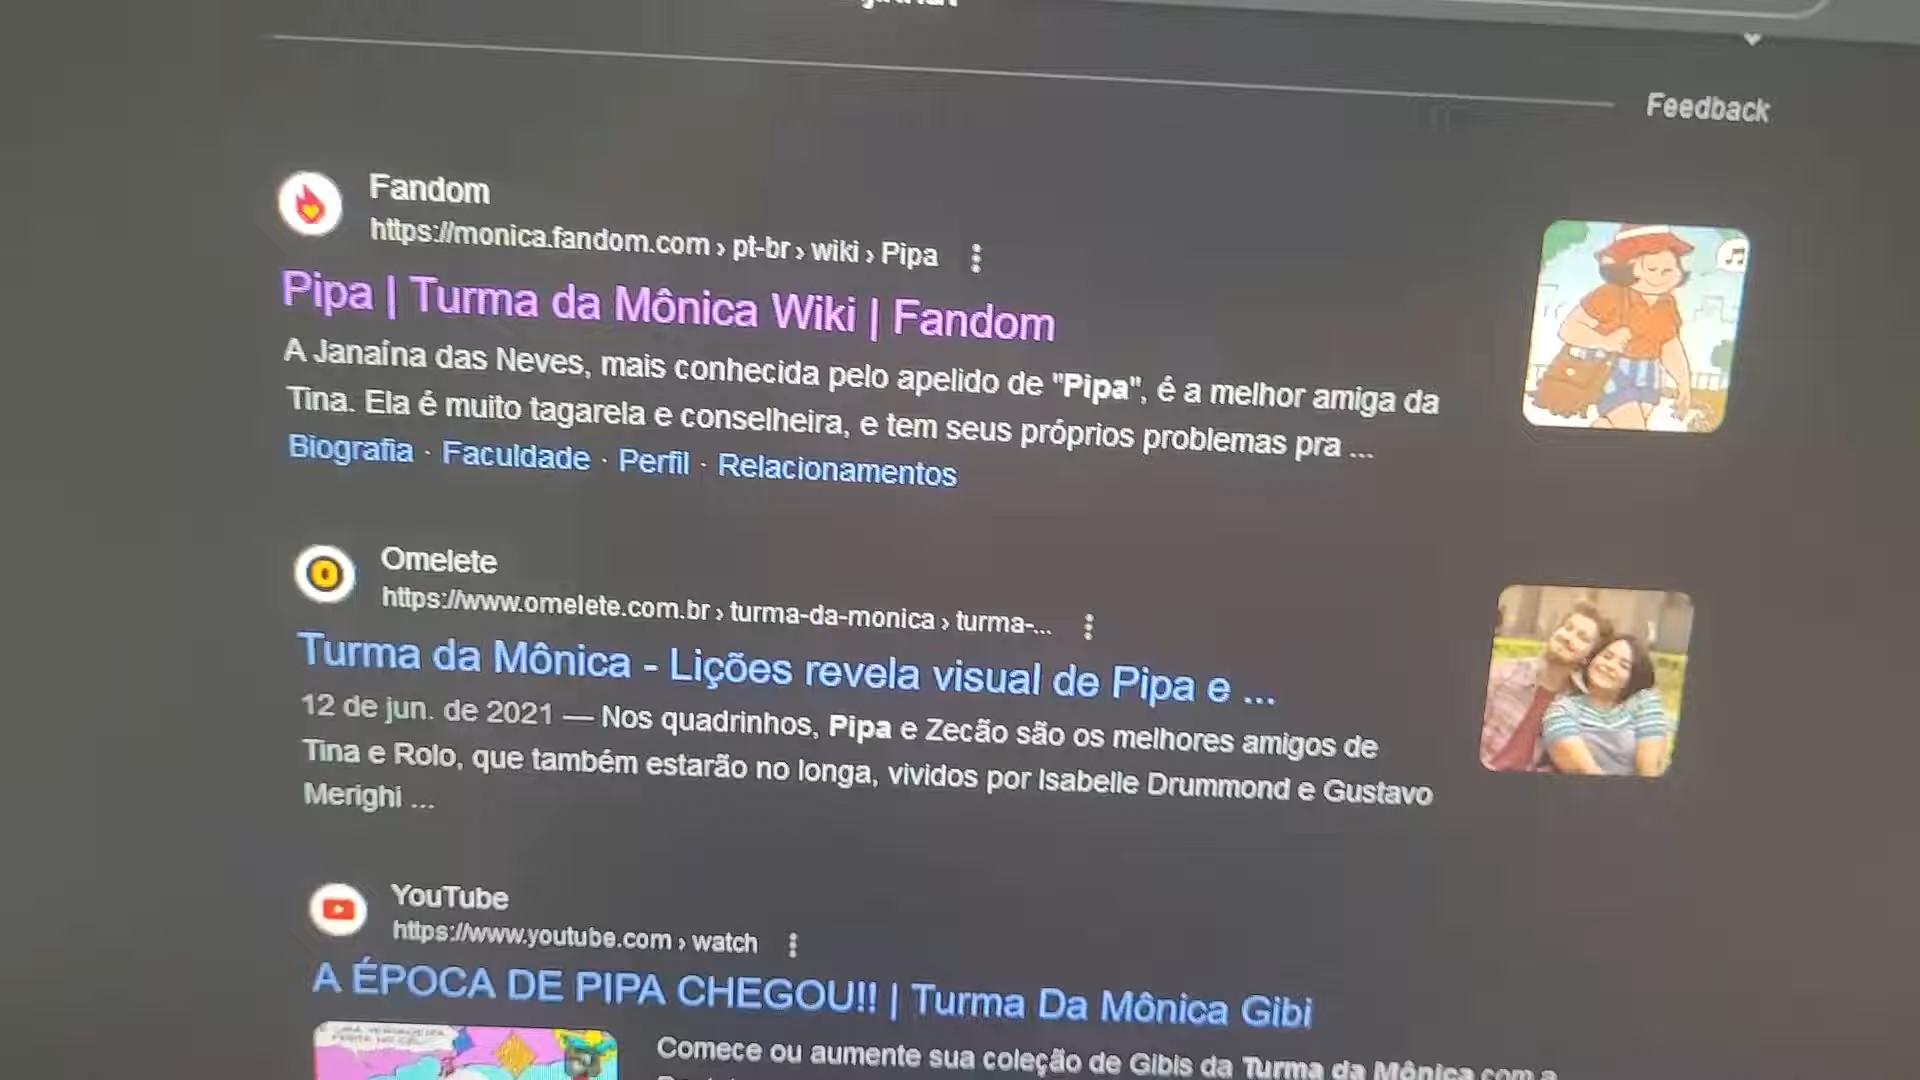 Feedback
Fandom
https://monica.fandom.com › pt-br › wiki › Pipa
Pipa | Turma da Mônica Wiki | Fandom
A Janaína das Neves, mais conhecida pelo apelido de "Pipa", é a melhor amiga da
Tina. Ela é muito tagarela e conselheira, e tem seus próprios problemas pra ...
Biografia · Faculdade · Perfil · Relacionamentos
Omelete
https://www.omelete.com.br › turma-da-monica › turma-...
Turma da Mônica - Lições revela visual de Pipa e ...
12 de jun. de 2021 — Nos quadrinhos, Pipa e Zecão são os melhores amigos de
Tina e Rolo, que também estarão no longa, vividos por Isabelle Drummond e Gustavo
Merighi ...
YouTube
https://www.youtube.com › watch
A ÉPOCA DE PIPA CHEGOU!! | Turma Da Mônica Gibi
Comece ou aumente sua coleção de Gibis da Turma da Mônica com a